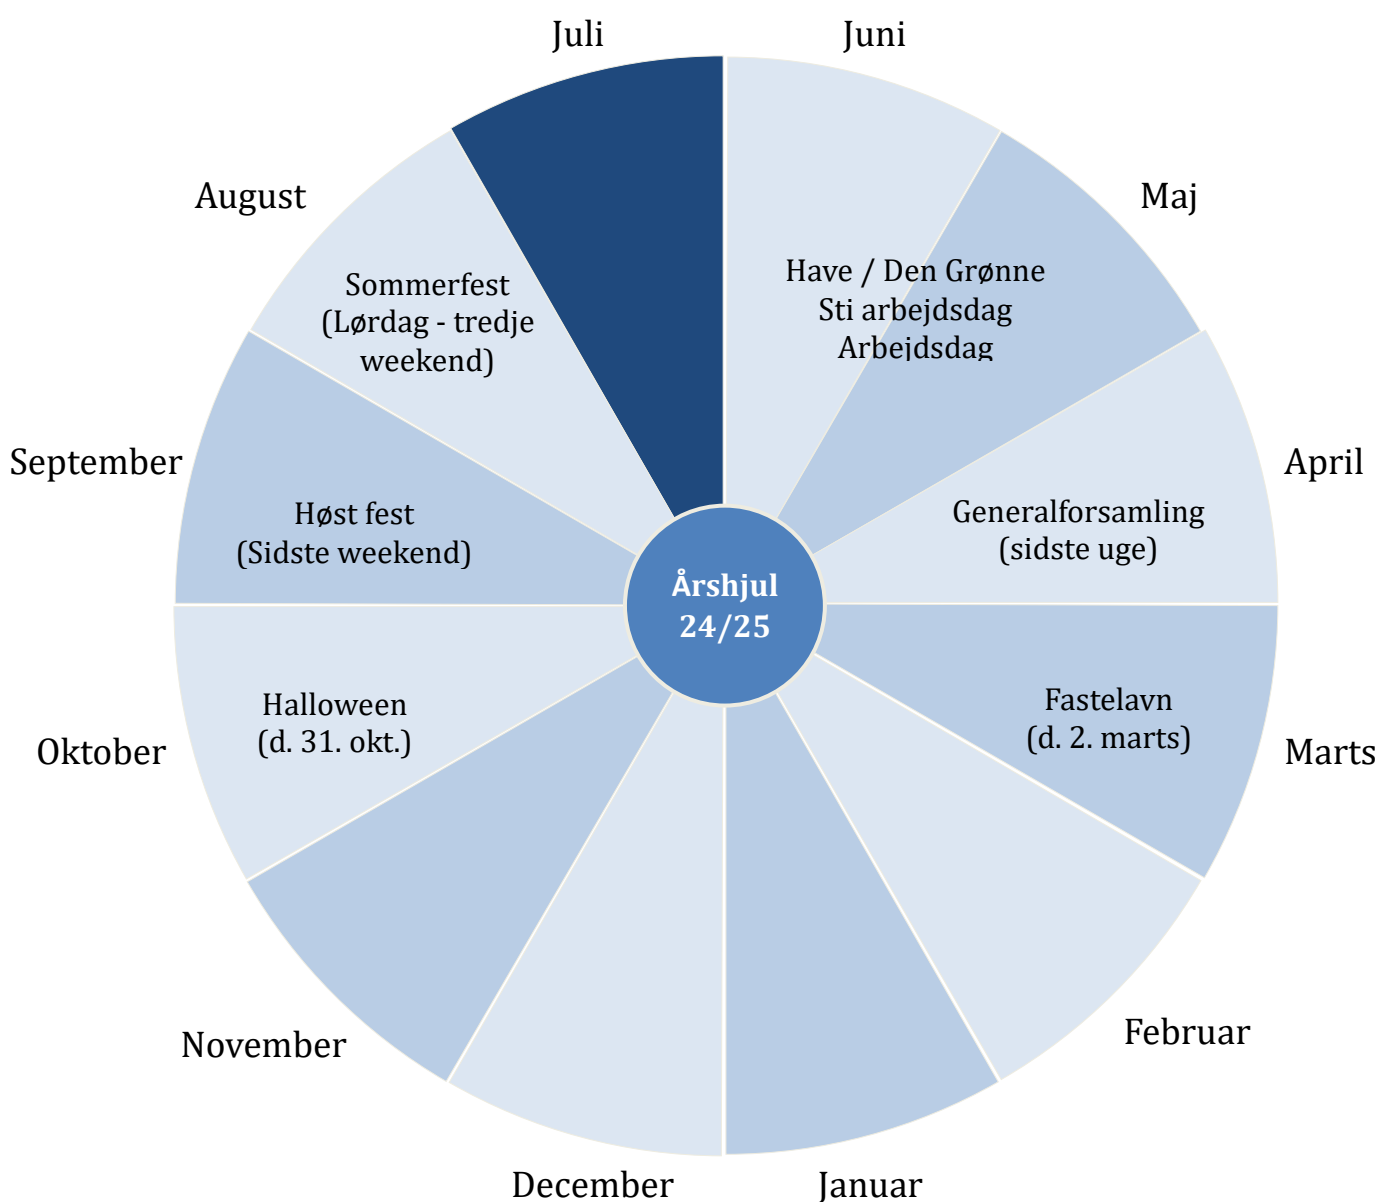 Juli
Juni
August
Maj
Sommerfest
(Lørdag - tredje
weekend)
Have / Den Grønne
Sti arbejdsdag
Arbejdsdag
September
April
Høst fest
(Sidste weekend)
Generalforsamling
(sidste uge)
Årshjul
24/25
Halloween
(d. 31. okt.)
Fastelavn
(d. 2. marts)
Oktober
Marts
November
Februar
December
Januar